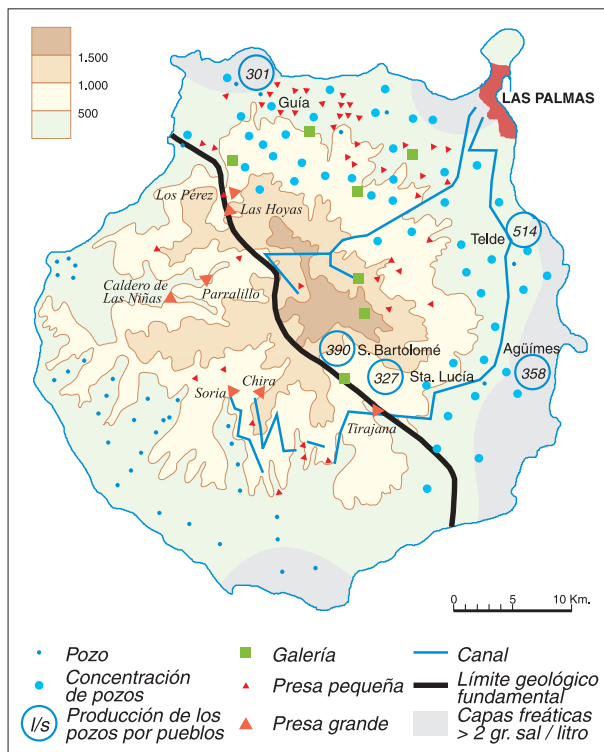 1.500
1.000
500
301
Guía
LAS PALMAS
Los Pérez
Las Hoyas
Telde
514
Caldero de
Las Niñas
Parralillo
390
S. Bartolomé
Agüímes
327
Sta. Lucía
358
Soria
Chira
Tirajana
0 5 10 Km.
Pozo
Concentración
de pozos
l/s
Producción de los
pozos por pueblos
Galería
Presa pequeña
Presa grande
Canal
Límite geológico
fundamental
Capas freáticas
> 2 gr. sal / litro